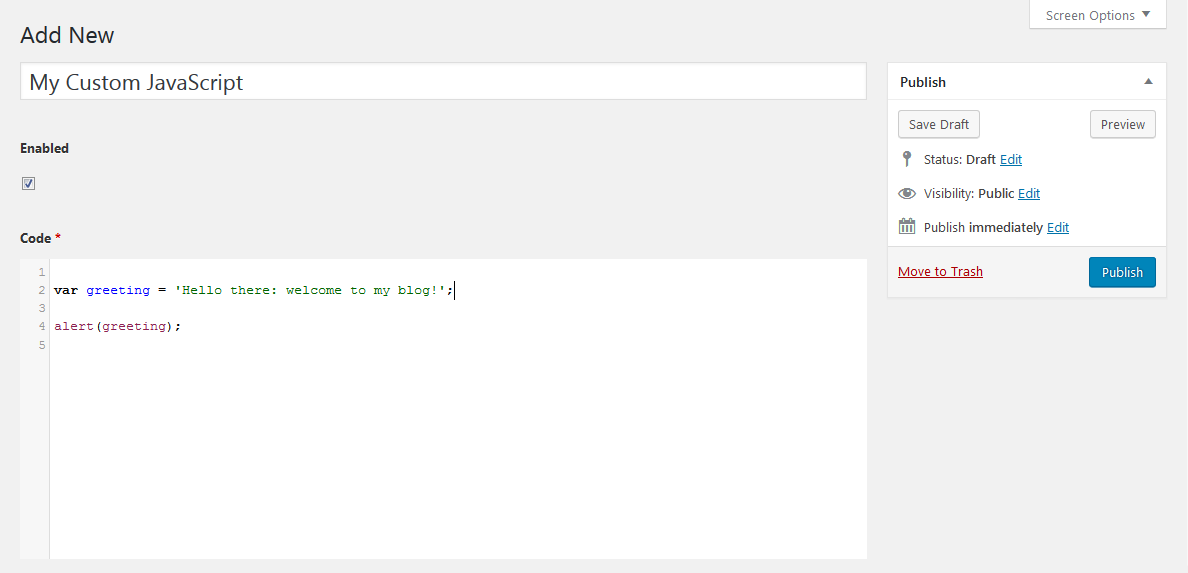 Screen Options
Add New
My Custom JavaScript
Enabled
Code *
1
2 var greeting = 'Hello there: welcome to my blog!';
3
4 alert(greeting);
5
Publish
Save Draft Preview
Status: Draft Edit
Visibility: Public Edit
Publish immediately Edit
Move to Trash Publish